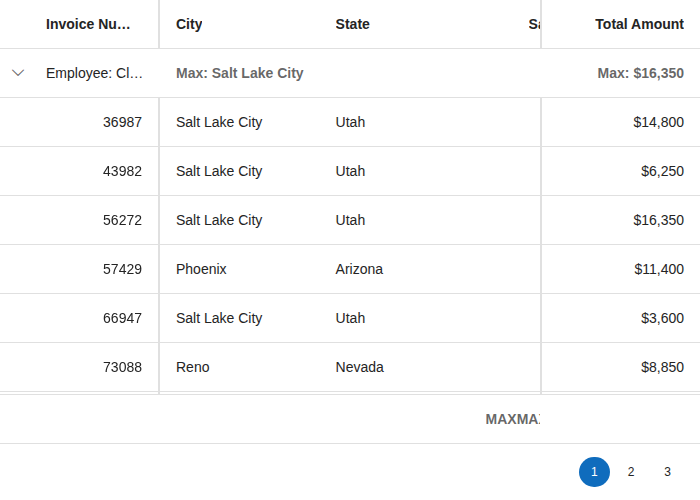 Invoice Nu… City State Sa Total Amount
Employee: Cl… Max: Salt Lake City Max: $16,350
36987 Salt Lake City Utah $14,800
43982 Salt Lake City Utah $6,250
56272 Salt Lake City Utah $16,350
57429 Phoenix Arizona $11,400
66947 Salt Lake City Utah $3,600
73088 Reno Nevada $8,850
MAXMA
1 2 3